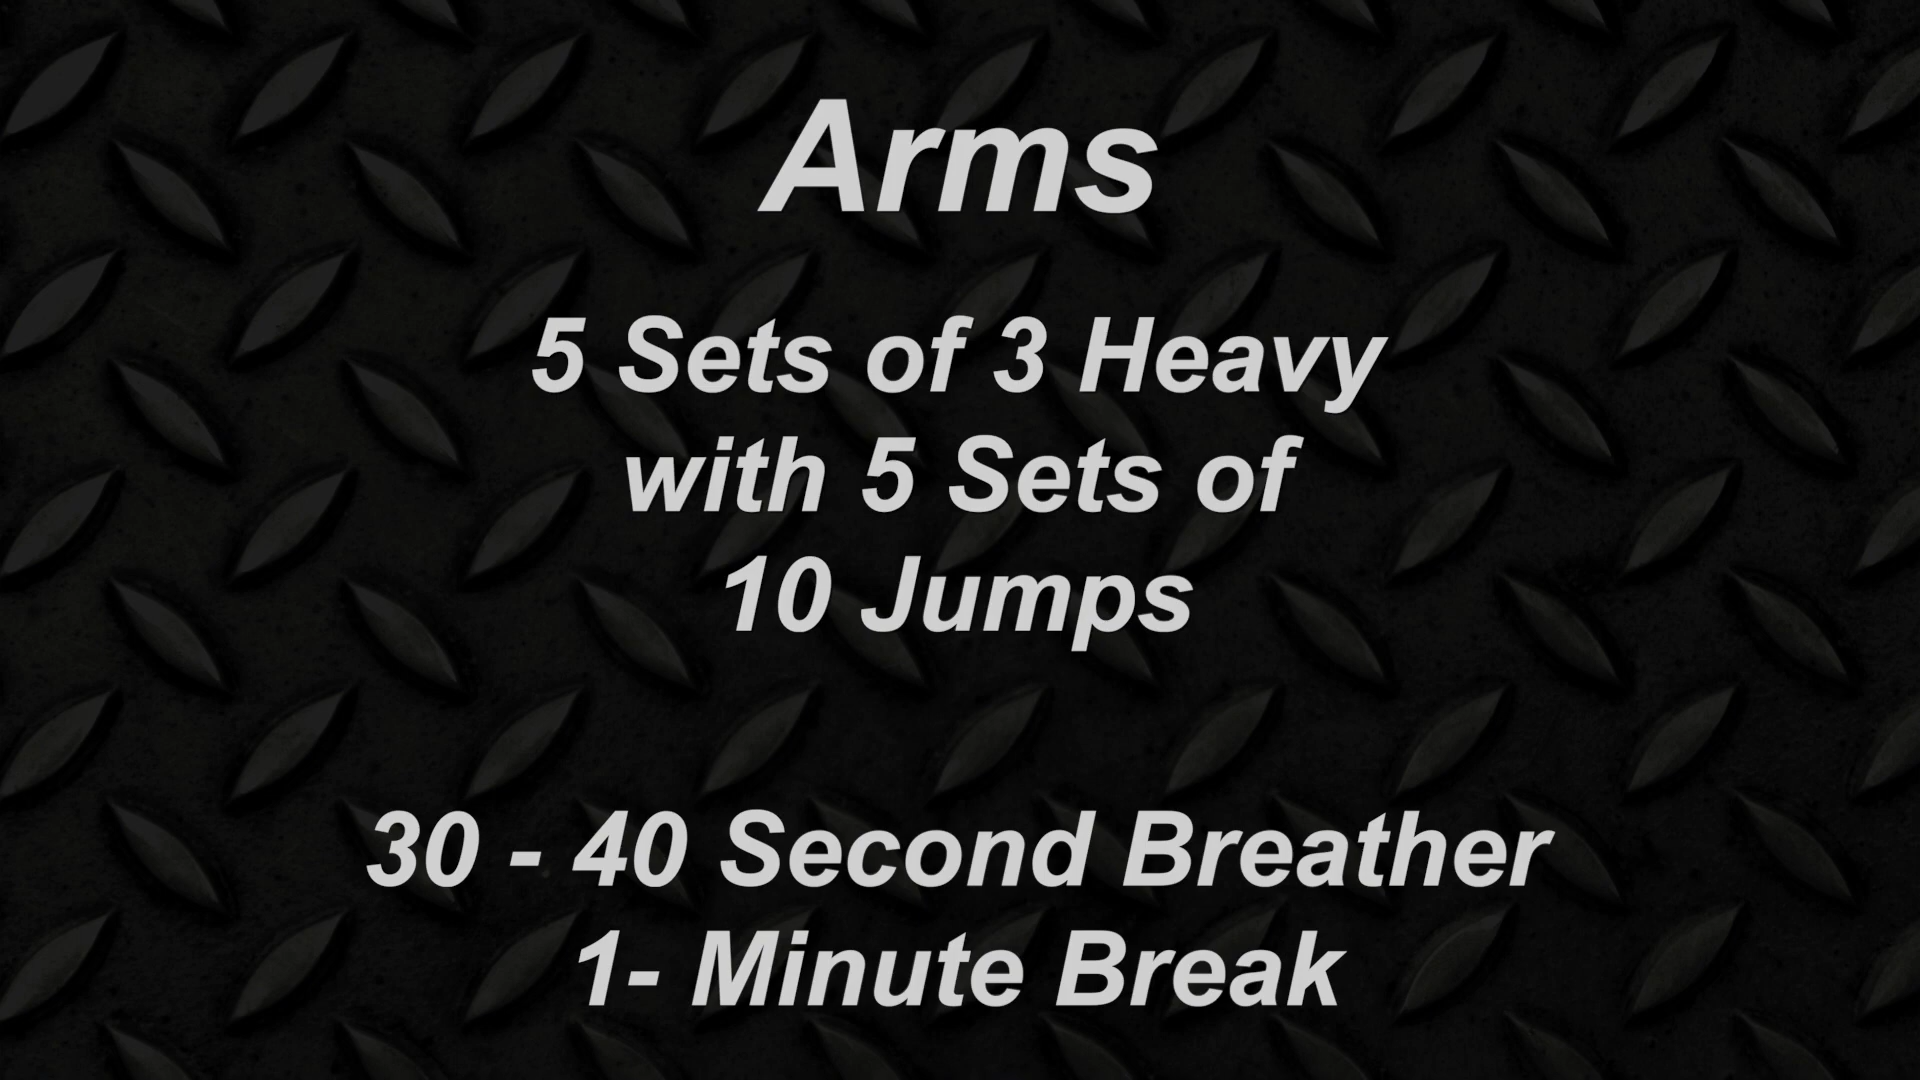 Arms
5 Sets of 3 Heavy
with 5 Sets of
10 Jumps
30 - 40 Second Breather
1- Minute Break